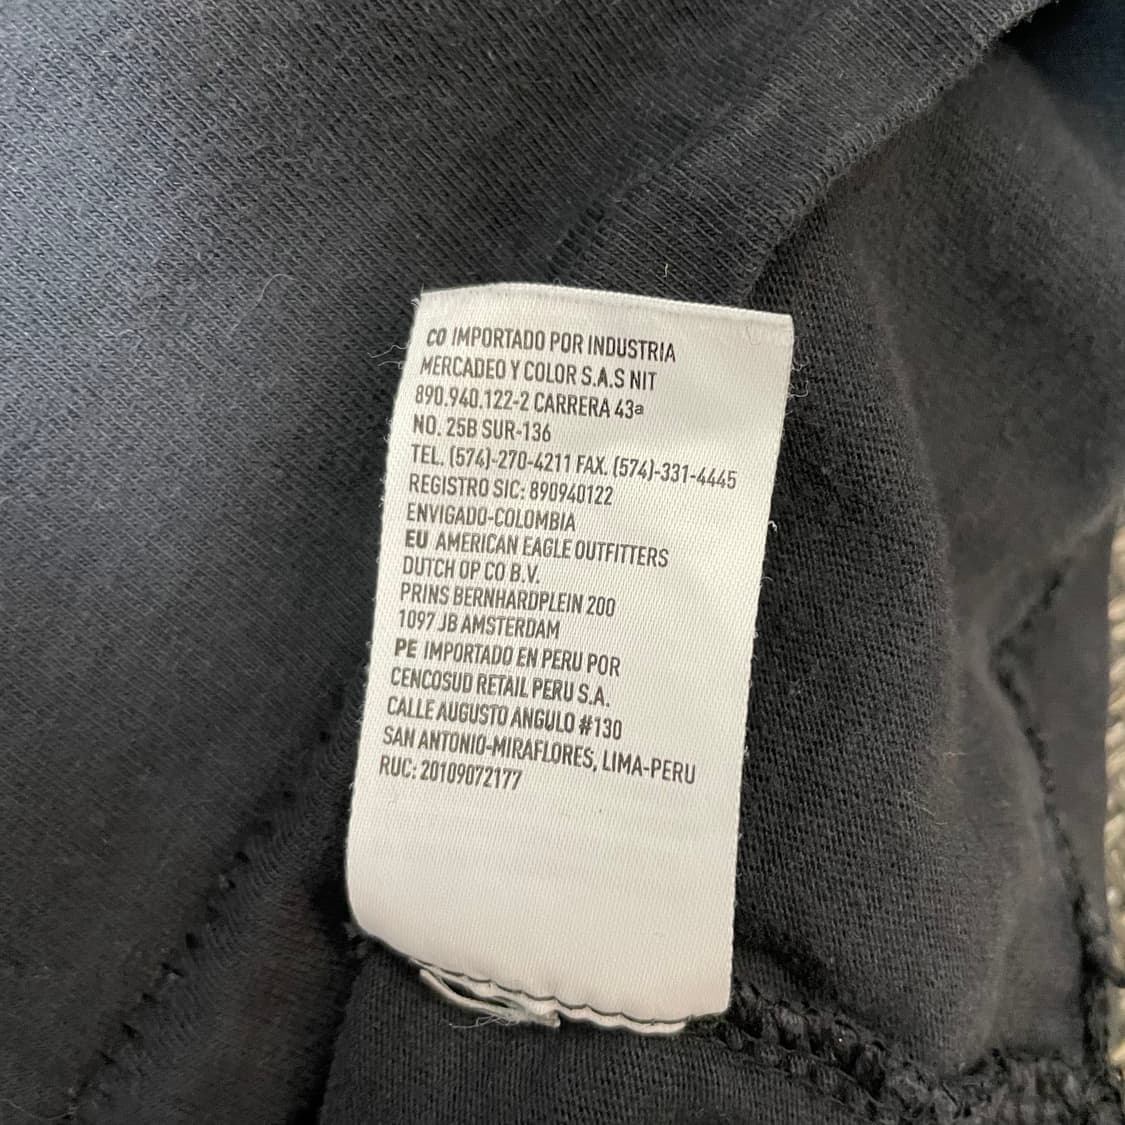 CO IMPORTADO POR INDUSTRIA
MERCADEO Y COLOR S.A.S NIT
890.940.122-2 CARRERA 43ª
NO. 25B SUR-136
TEL. (574)-270-4211 FAX. (574)-331-4445
REGISTRO SIC: 890940122
ENVIGADO-COLOMBIA
EU AMERICAN EAGLE OUTFITTERS
DUTCH OP CO B.V.
PRINS BERNHARDPLEIN 200
1097 JB AMSTERDAM
PE IMPORTADO EN PERU POR
CENCOSUD RETAIL PERU S.A.
CALLE AUGUSTO ANGULO #130
SAN ANTONIO-MIRAFLORES, LIMA-PERU
RUC: 20109072177